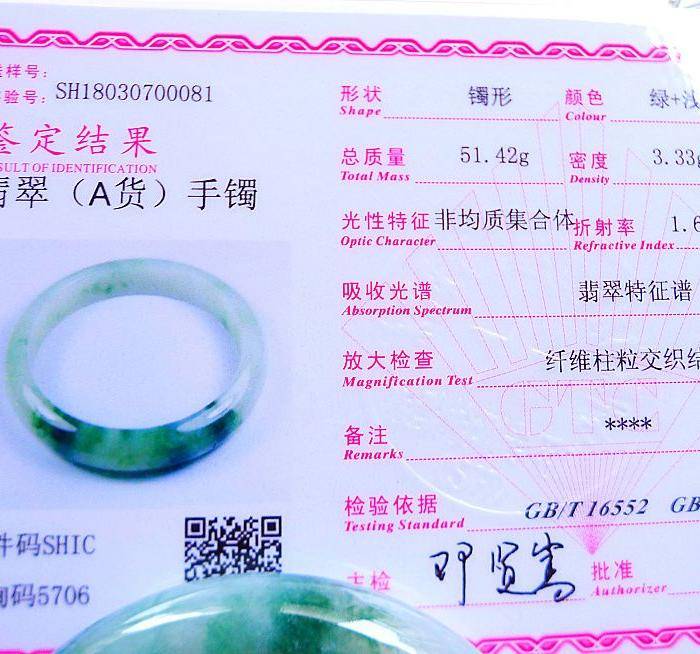 样号：
验号：SH18030700081
鉴定结果
SULT OF IDENTIFICATION
翡翠（A货）手镯
件码SHIC
询码5706
形状 镯形 颜色 绿+浅
Shape Colour
总质量 51.42g 密度 3.33g
Total Mass Density
光性特征 非均质集合体 折射率 1.6
Optic Character Refractive Index
吸收光谱 翡翠特征谱
Absorption Spectrum
放大检查 纤维柱粒交织结
Magnification Test
GTC
备注 ****
Remarks
检验依据 GB/T 16552 GB
Testing Standard
主检 批准
Authorizer